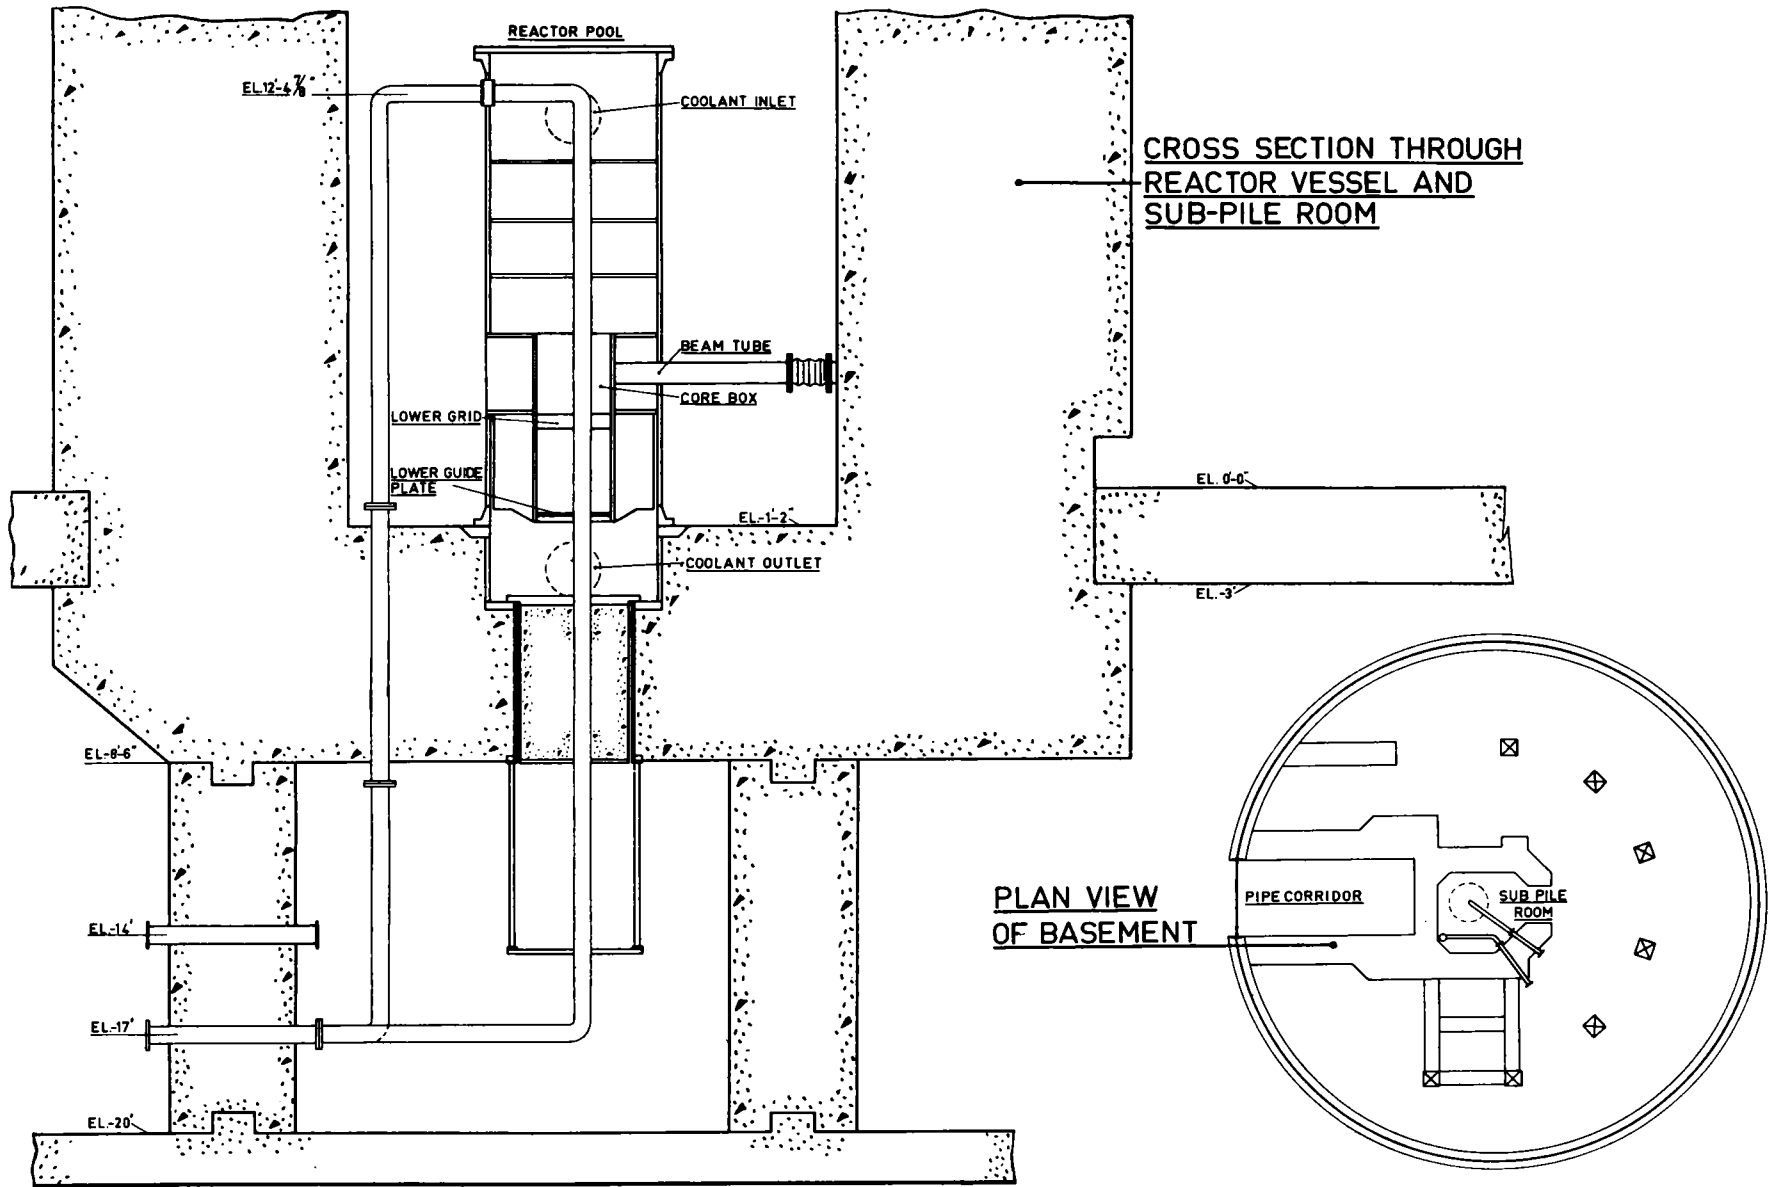 REACTOR POOL
EL.12'-4 7/8"
COOLANT INLET
CROSS SECTION THROUGH
REACTOR VESSEL AND
SUB-PILE ROOM
BEAM TUBE
CORE BOX
LOWER GRID
LOWER GUIDE
PLATE
EL. 0'-0"
EL.-1'-2"
COOLANT OUTLET
EL.-3'
EL.-8'-6"
PLAN VIEW
OF BASEMENT
PIPE CORRIDOR
SUB PILE
ROOM
EL.-14'
EL.-17'
EL.-20'